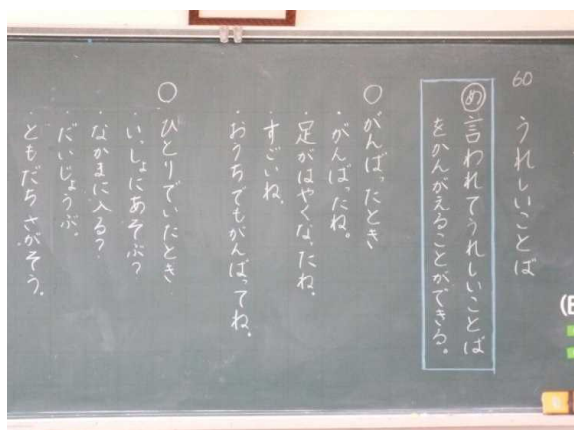 60 うれしいことば
め 言われてうれしいことば
をかんがえることができる。
○ がんばったとき
・がんばったね。
・足がはやくなったね。
・すごいね。
・おうちでもがんばってね。
○ ひとりでいたとき
・いっしょにあそぶ?
・なかまに入る?
・だいじょうぶ。
・ともだちさがそう。